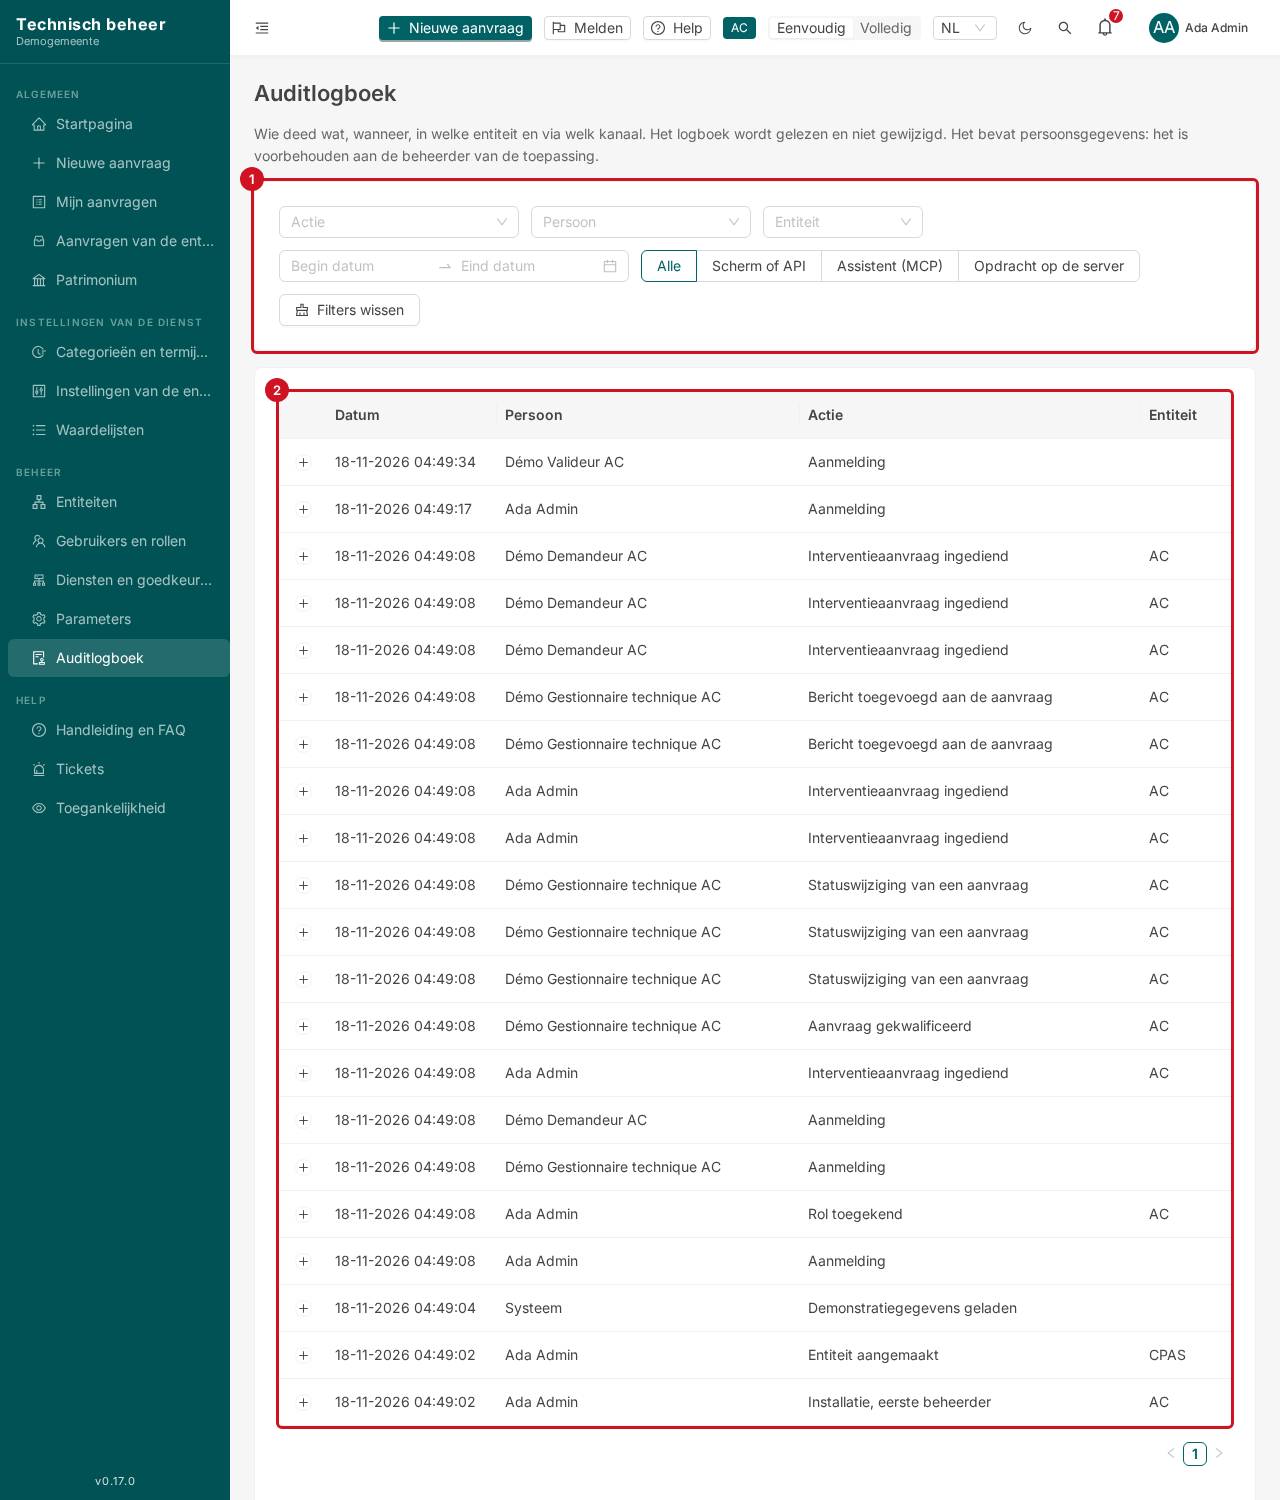 Technisch beheer
Demogemeente
Nieuwe aanvraag
Melden
Help
AC
Eenvoudig
Volledig
NL
7
AA
Ada Admin
ALGEMEEN
Startpagina
Nieuwe aanvraag
Mijn aanvragen
Aanvragen van de ent...
Patrimonium
INSTELLINGEN VAN DE DIENST
Categorieën en termij...
Instellingen van de en...
Waardelijsten
BEHEER
Entiteiten
Gebruikers en rollen
Diensten en goedkeur...
Parameters
Auditlogboek
HELP
Handleiding en FAQ
Tickets
Toegankelijkheid
v0.17.0
Auditlogboek
Wie deed wat, wanneer, in welke entiteit en via welk kanaal. Het logboek wordt gelezen en niet gewijzigd. Het bevat persoonsgegevens: het is
voorbehouden aan de beheerder van de toepassing.
1
Actie
Persoon
Entiteit
Begin datum
Eind datum
Alle
Scherm of API
Assistent (MCP)
Opdracht op de server
Filters wissen
2
Datum Persoon Actie Entiteit
18-11-2026 04:49:34 Démo Valideur AC Aanmelding
18-11-2026 04:49:17 Ada Admin Aanmelding
18-11-2026 04:49:08 Démo Demandeur AC Interventieaanvraag ingediend AC
18-11-2026 04:49:08 Démo Demandeur AC Interventieaanvraag ingediend AC
18-11-2026 04:49:08 Démo Demandeur AC Interventieaanvraag ingediend AC
18-11-2026 04:49:08 Démo Gestionnaire technique AC Bericht toegevoegd aan de aanvraag AC
18-11-2026 04:49:08 Démo Gestionnaire technique AC Bericht toegevoegd aan de aanvraag AC
18-11-2026 04:49:08 Ada Admin Interventieaanvraag ingediend AC
18-11-2026 04:49:08 Ada Admin Interventieaanvraag ingediend AC
18-11-2026 04:49:08 Démo Gestionnaire technique AC Statuswijziging van een aanvraag AC
18-11-2026 04:49:08 Démo Gestionnaire technique AC Statuswijziging van een aanvraag AC
18-11-2026 04:49:08 Démo Gestionnaire technique AC Statuswijziging van een aanvraag AC
18-11-2026 04:49:08 Démo Gestionnaire technique AC Aanvraag gekwalificeerd AC
18-11-2026 04:49:08 Ada Admin Interventieaanvraag ingediend AC
18-11-2026 04:49:08 Démo Demandeur AC Aanmelding
18-11-2026 04:49:08 Démo Gestionnaire technique AC Aanmelding
18-11-2026 04:49:08 Ada Admin Rol toegekend AC
18-11-2026 04:49:08 Ada Admin Aanmelding
18-11-2026 04:49:04 Systeem Demonstratiegegevens geladen
18-11-2026 04:49:02 Ada Admin Entiteit aangemaakt CPAS
18-11-2026 04:49:02 Ada Admin Installatie, eerste beheerder AC
1